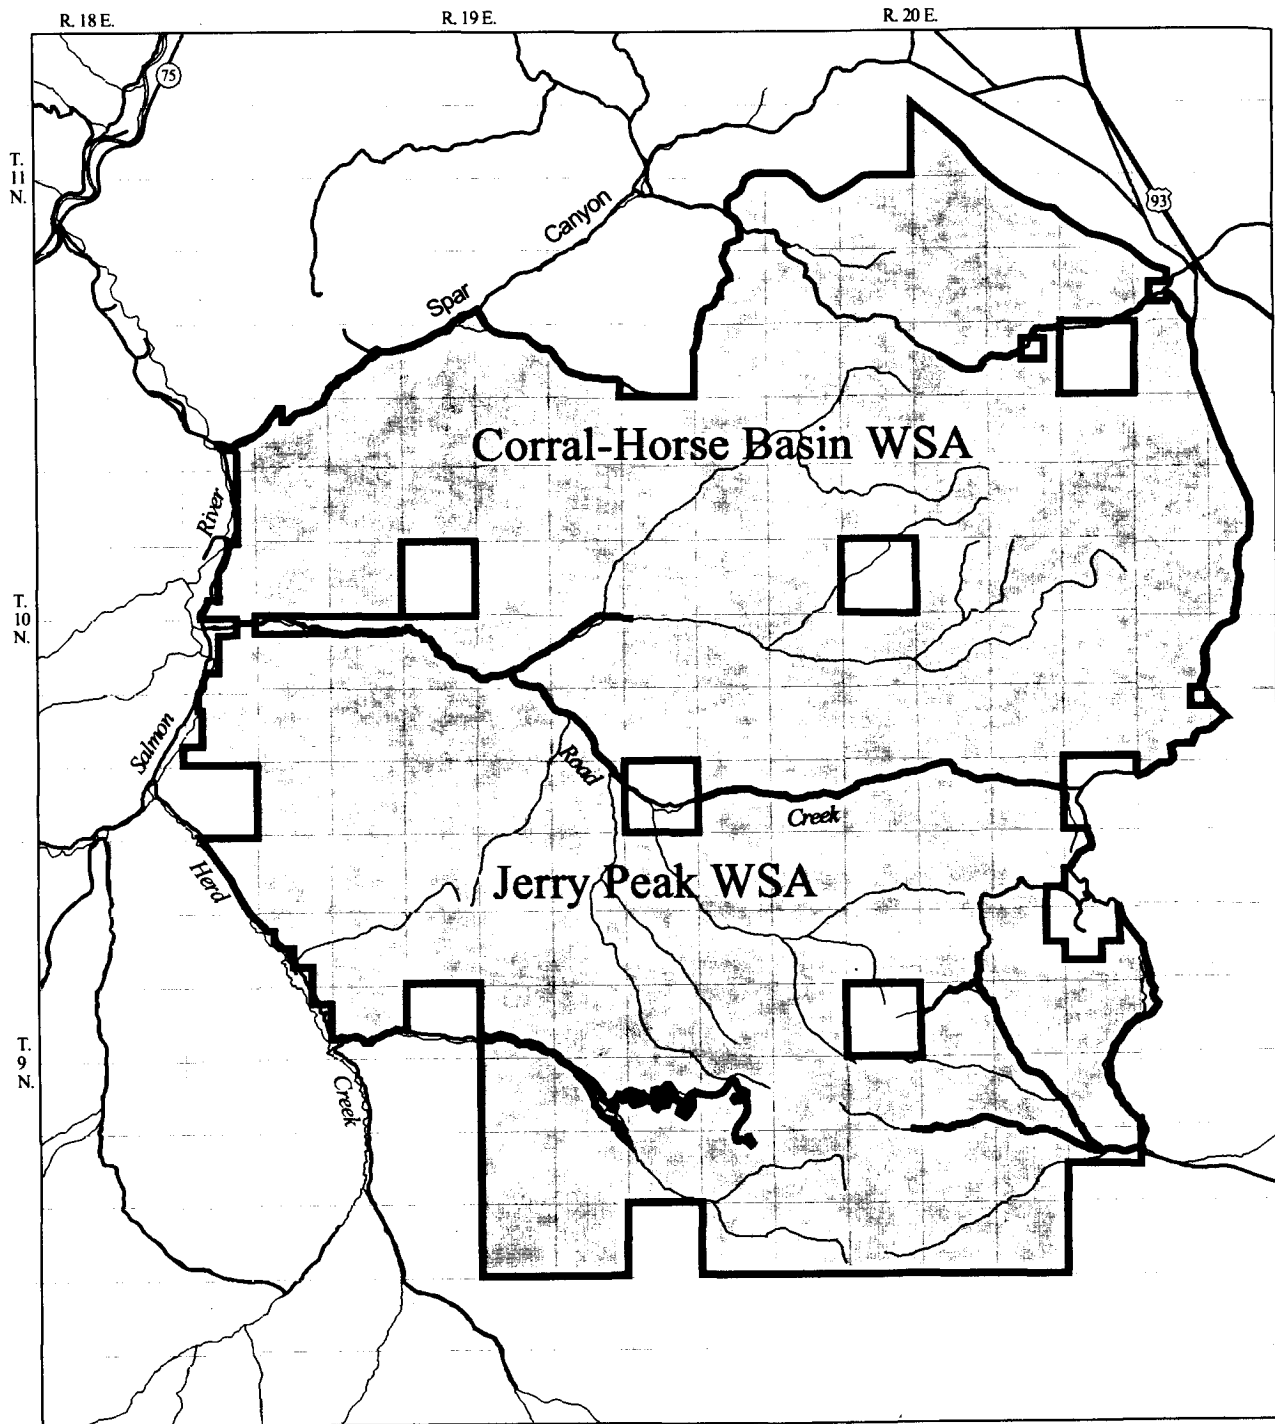 R. 18 E.
R. 19 E.
R. 20 E.
75
T.
11
N.
93
Canyon
Spar
Corral-Horse Basin WSA
River
T.
10
N.
Salmon
Road
Creek
Herd
Jerry Peak WSA
T.
9
N.
Creek